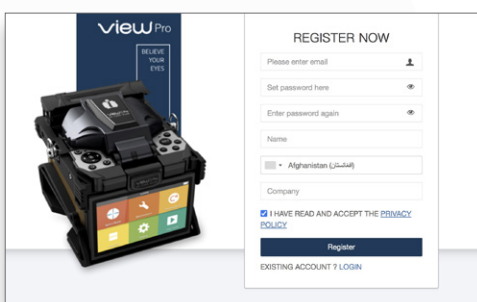 VIEW Pro
BELIEVE
YOUR
EYES
REGISTER NOW
Please enter email
Set password here
Enter password again
Name
Afghanistan (افغانستان)
Company
I HAVE READ AND ACCEPT THE PRIVACY
POLICY
Register
EXISTING ACCOUNT ? LOGIN